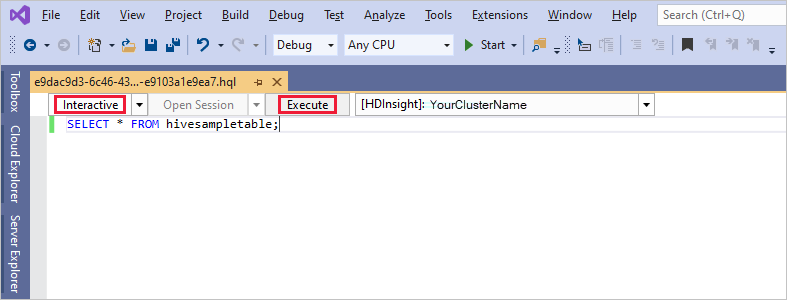 File Edit View Git Project Build Debug Test Analyze Tools Extensions Window Help Search (Ctrl+Q)
Debug Any CPU Start
e9dac9d3-6c46-43...-e9103a1e9ea7.hql
Interactive Open Session Execute [HDInsight]: YourClusterName
SELECT * FROM hivesampletable;
Toolbox
Cloud Explorer
Server Explorer